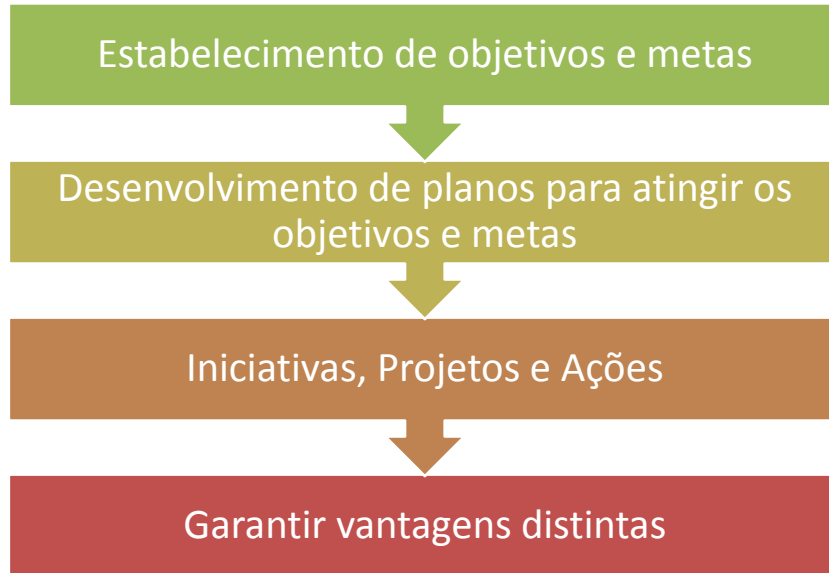 Estabelecimento de objetivos e metas
Desenvolvimento de planos para atingir os
objetivos e metas
Iniciativas, Projetos e Ações
Garantir vantagens distintas